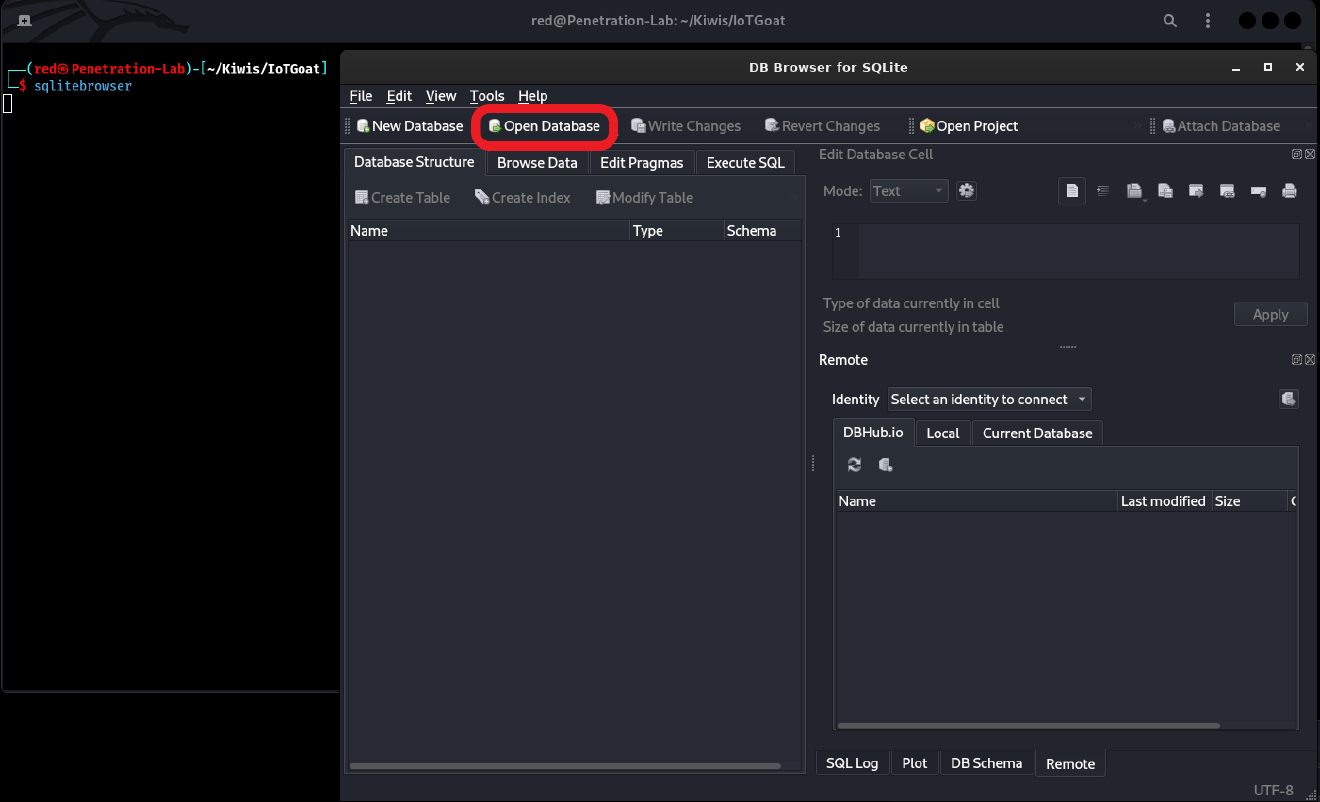 red@Penetration-Lab: ~/Kiwis/IoTGoat
(red㉿Penetration-Lab)-[~/Kiwis/IoTGoat]
$ sqlitebrowser
DB Browser for SQLite
File Edit View Tools Help
New Database Open Database Write Changes Revert Changes Open Project Attach Database
Database Structure Browse Data Edit Pragmas Execute SQL
Create Table Create Index Modify Table
Name Type Schema
Edit Database Cell
Mode: Text
1
Type of data currently in cell
Size of data currently in table
Apply
Remote
Identity Select an identity to connect
DBHub.io Local Current Database
Name Last modified Size
SQL Log Plot DB Schema Remote
UTF-8